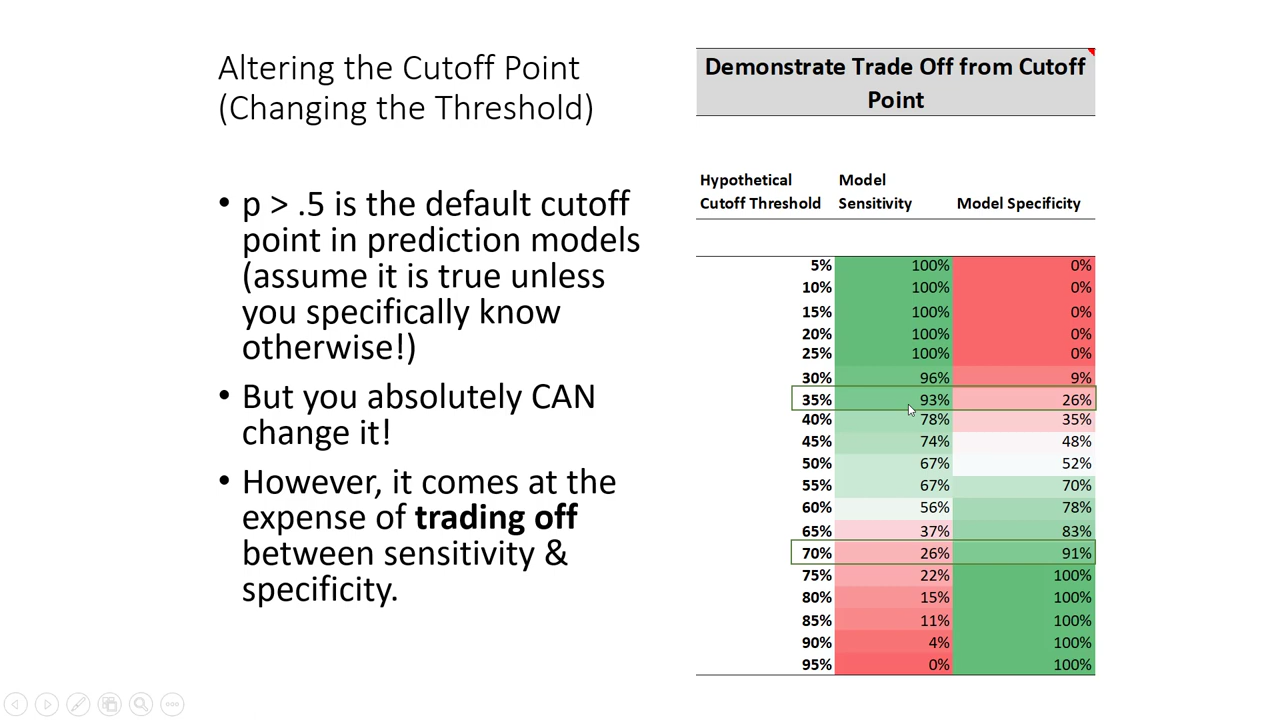 Altering the Cutoff Point
(Changing the Threshold)
• p > .5 is the default cutoff
point in prediction models
(assume it is true unless
you specifically know
otherwise!)
• But you absolutely CAN
change it!
• However, it comes at the
expense of trading off
between sensitivity &
specificity.
Demonstrate Trade Off from Cutoff
Point
Hypothetical Model
Cutoff Threshold Sensitivity Model Specificity
5% 100% 0%
10% 100% 0%
15% 100% 0%
20% 100% 0%
25% 100% 0%
30% 96% 9%
35% 93% 26%
40% 78% 35%
45% 74% 48%
50% 67% 52%
55% 67% 70%
60% 56% 78%
65% 37% 83%
70% 26% 91%
75% 22% 100%
80% 15% 100%
85% 11% 100%
90% 4% 100%
95% 0% 100%